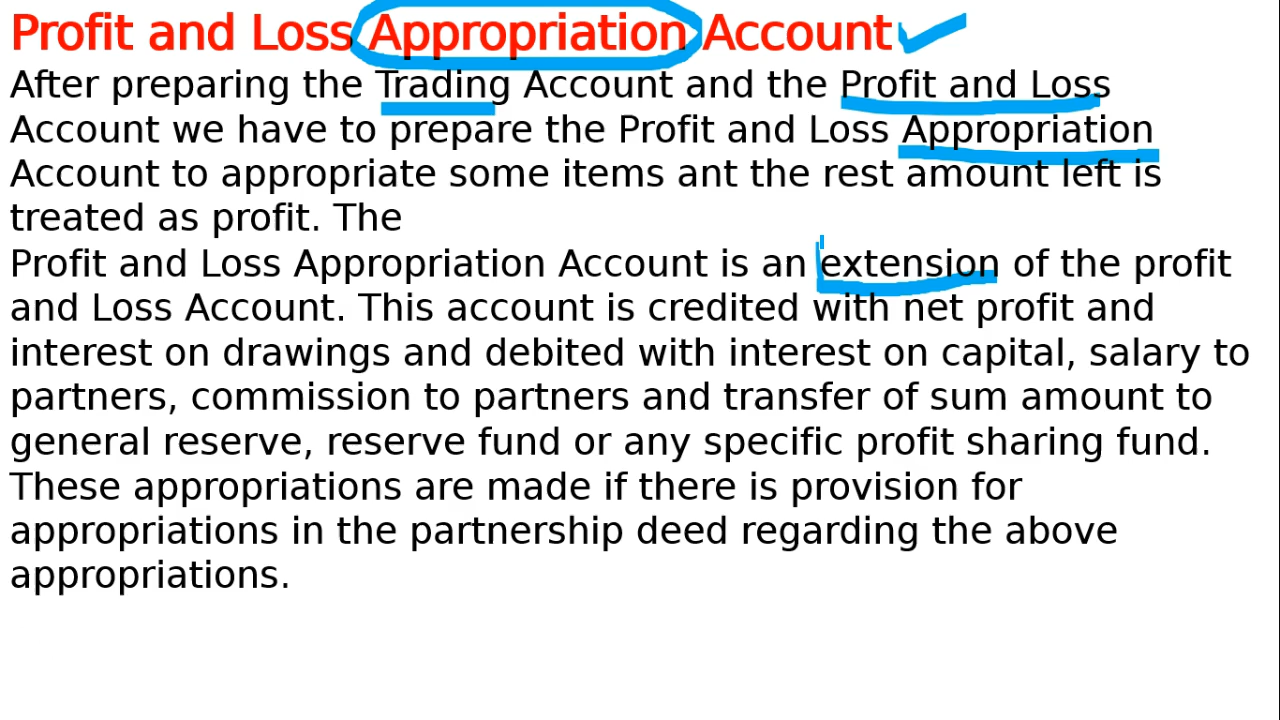 Profit and Loss Appropriation Account
After preparing the Trading Account and the Profit and Loss
Account we have to prepare the Profit and Loss Appropriation
Account to appropriate some items ant the rest amount left is
treated as profit. The
Profit and Loss Appropriation Account is an extension of the profit
and Loss Account. This account is credited with net profit and
interest on drawings and debited with interest on capital, salary to
partners, commission to partners and transfer of sum amount to
general reserve, reserve fund or any specific profit sharing fund.
These appropriations are made if there is provision for
appropriations in the partnership deed regarding the above
appropriations.